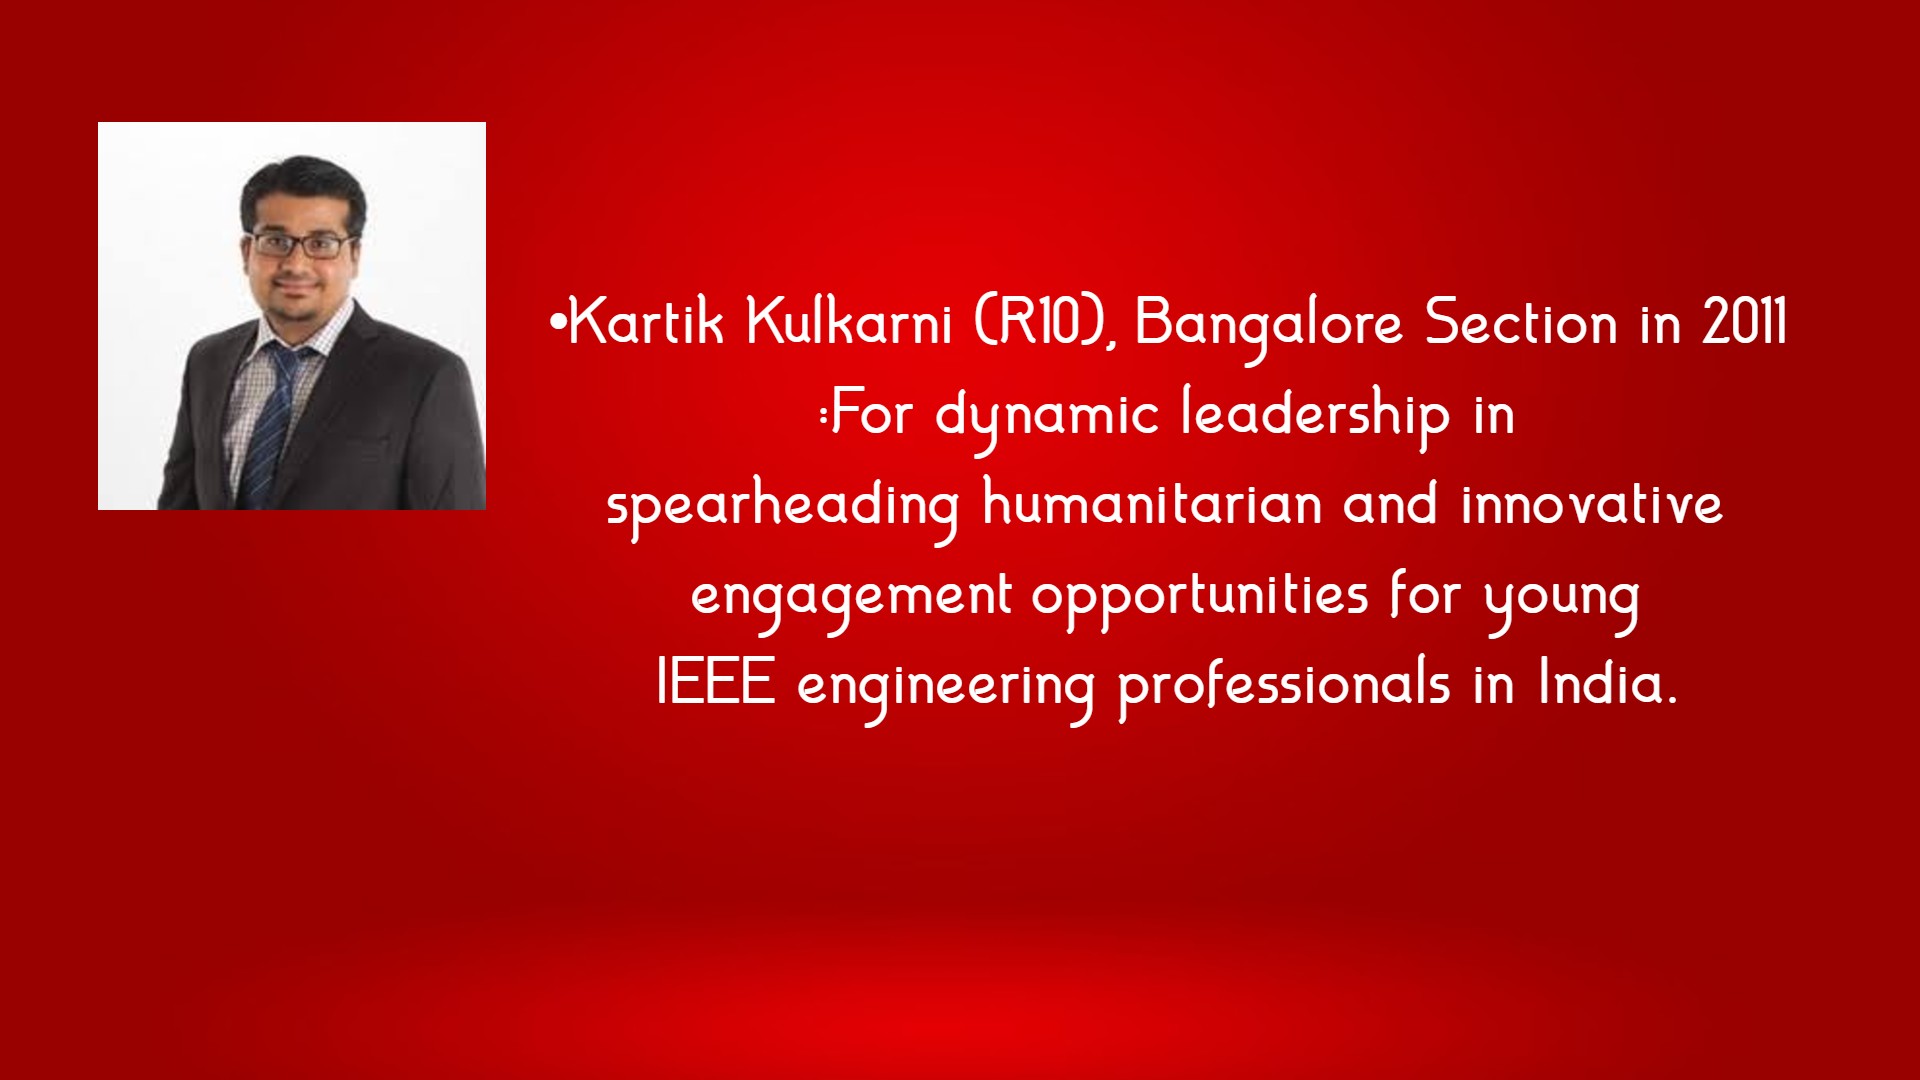 •Kartik Kulkarni (R10), Bangalore Section in 2011
:For dynamic leadership in
spearheading humanitarian and innovative
engagement opportunities for young
IEEE engineering professionals in India.